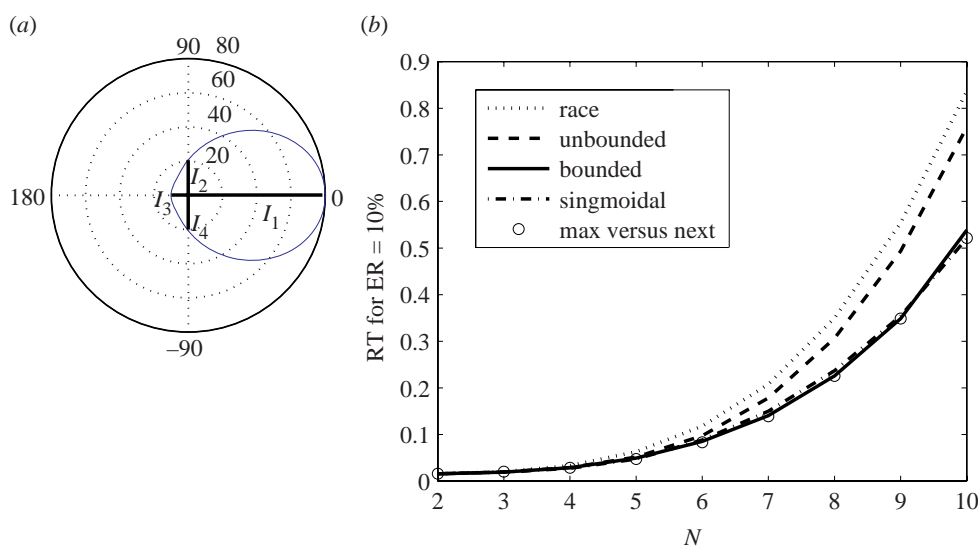 (a)
90 80
60
40
20
180
0
I2
I3
I1
I4
–90
(b)
0.9
0.8
0.7
0.6
0.5
0.4
0.3
0.2
0.1
0
RT for ER = 10%
race
unbounded
bounded
singmoidal
max versus next
2 3 4 5 6 7 8 9 10
N